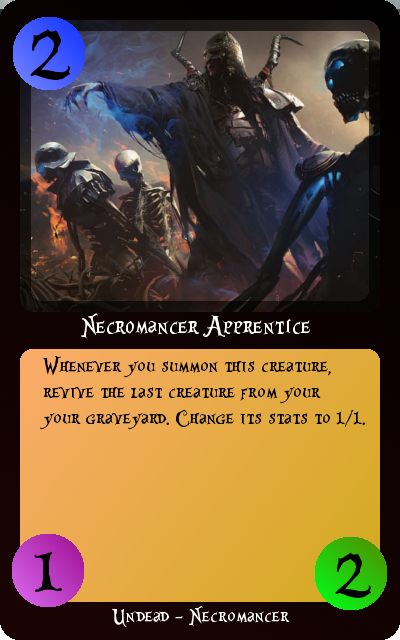 2
Necromancer Apprentice
Whenever you summon this creature,
revive the last creature from your
your graveyard. Change its stats to 1/1.
1
2
Undead - Necromancer